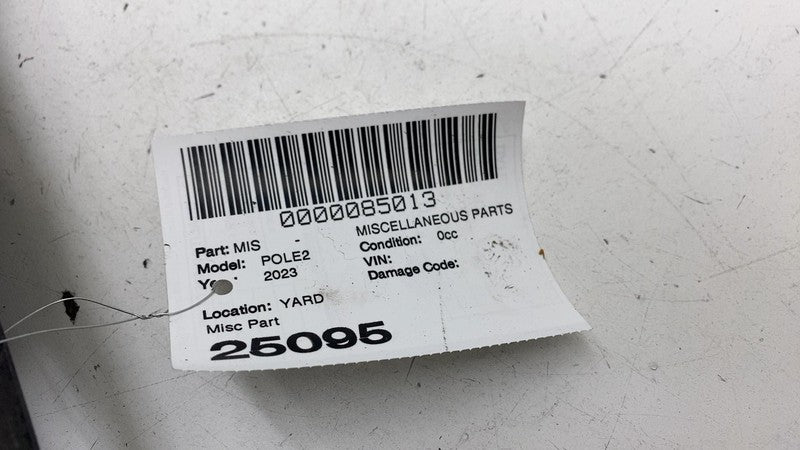 0000085013
Part: MIS - MISCELLANEOUS PARTS
Model: POLE2 Condition: 0cc
2023 VIN:
Damage Code:
Location: YARD
Misc Part
25095